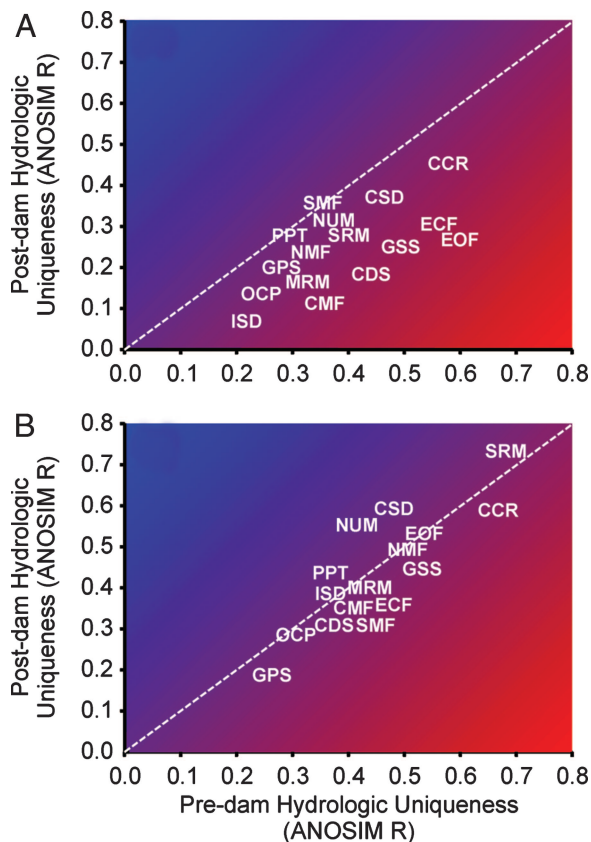 A
Post-dam Hydrologic
Uniqueness (ANOSIM R)
0.8
0.7
0.6
0.5
0.4
0.3
0.2
0.1
0.0
CCR
SMF CSD
NUM ECF
PPT SRM EOF
NMF GSS
GPS CDS
MRM
OCP CMF
ISD
0.0 0.1 0.2 0.3 0.4 0.5 0.6 0.7 0.8
B
Post-dam Hydrologic
Uniqueness (ANOSIM R)
0.8
0.7
0.6
0.5
0.4
0.3
0.2
0.1
0.0
SRM
CSD CCR
NUM EOF
NMF
PPT GSS
ISD MRM
CMF ECF
OCP CDS SMF
GPS
0.0 0.1 0.2 0.3 0.4 0.5 0.6 0.7 0.8
Pre-dam Hydrologic Uniqueness
(ANOSIM R)